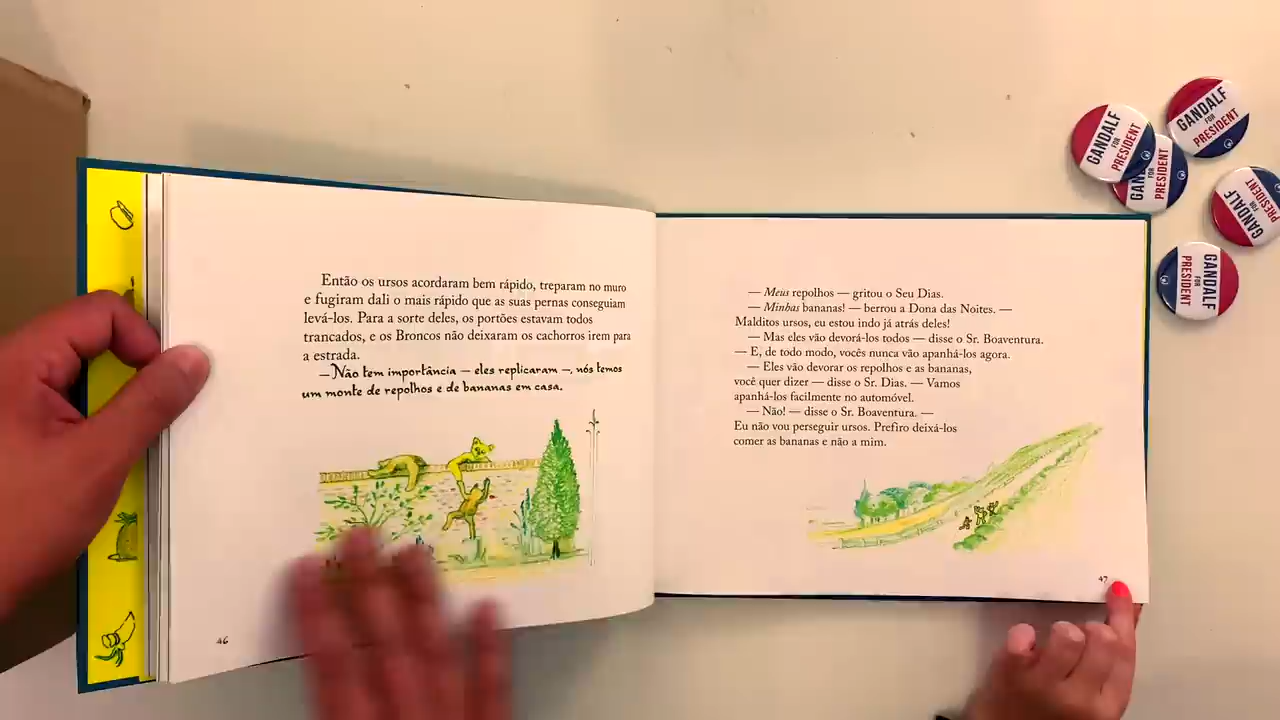 Então os ursos acordaram bem rápido, treparam no muro
e fugiram dali o mais rápido que as suas pernas conseguiam
levá-los. Para a sorte deles, os portões estavam todos
trancados, e os Broncos não deixaram os cachorros irem para
a estrada.
—Não tem importância — eles replicaram —, nós temos
um monte de repolhos e de bananas em casa.
46
— Meus repolhos — gritou o Seu Dias.
— Minhas bananas! — berrou a Dona das Noites. —
Malditos ursos, eu estou indo já atrás deles!
— Mas eles vão devorá-los todos — disse o Sr. Boaventura.
— E, de todo modo, vocês nunca vão apanhá-los agora.
— Eles vão devorar os repolhos e as bananas,
você quer dizer — disse o Sr. Dias. — Vamos
apanhá-los facilmente no automóvel.
— Não! — disse o Sr. Boaventura. —
Eu não vou perseguir ursos. Prefiro deixá-los
comer as bananas e não a mim.
47
GANDALF
FOR
PRESIDENT
GANDALF
FOR
PRESIDENT
PRESIDENT
GANDALF
FOR
PRESIDENT
GANDALF
FOR
PRESIDENT